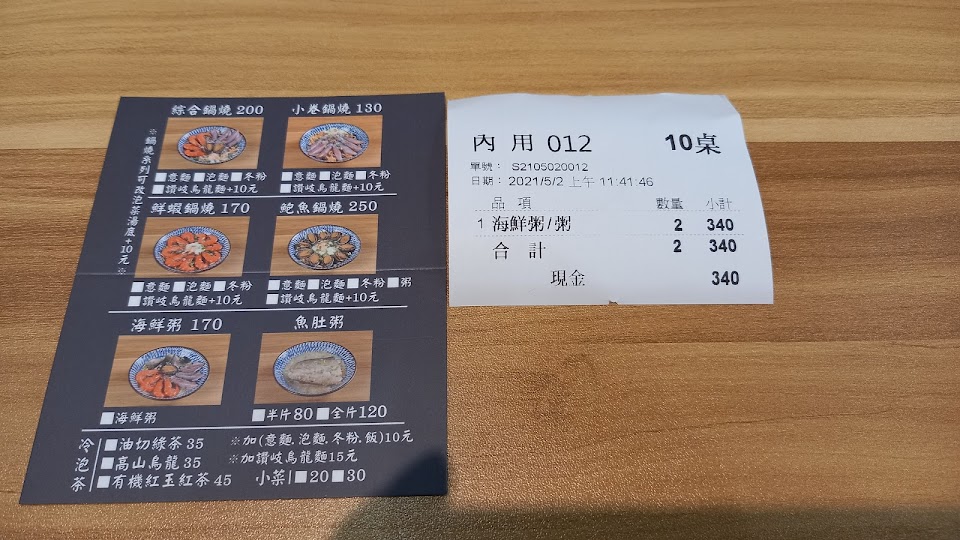 綜合鍋燒 200
小卷鍋燒 130
※鍋燒系列可改泡茶湯底+10元※
意麵 泡麵 冬粉
讚岐烏龍麵+10元
意麵 泡麵 冬粉
讚岐烏龍麵+10元
鮮蝦鍋燒 170
鮑魚鍋燒 250
意麵 泡麵 冬粉
讚岐烏龍麵+10元
意麵 泡麵 冬粉 粥
讚岐烏龍麵+10元
海鮮粥 170
魚肚粥
海鮮粥
半片80 全片120
冷泡茶
油切綠茶 35
高山烏龍 35
有機紅玉紅茶 45
※加(意麵.泡麵.冬粉.飯)10元
※加讚岐烏龍麵15元
小菜 20 30
內 用 012 10桌
單號： S2105020012
日期： 2021/5/2 上午 11:41:46
品 項 數量 小計
1 海鮮粥/粥 2 340
合 計 2 340
現金 340